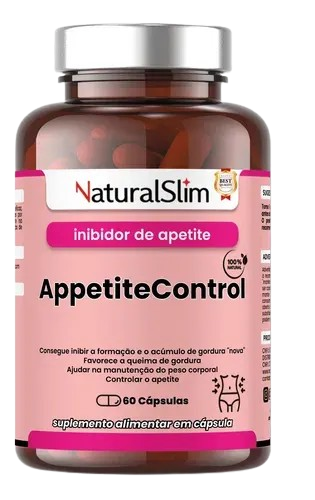 NaturalSlim
BEST
inibidor de apetite
100%
NATURAL
AppetiteControl
Consegue inibir a formação e o acúmulo de gordura "nova"
Favorece a queima de gordura
Ajudar na manutenção do peso corporal
Controlar o apetite
60 Cápsulas
suplemento alimentar em cápsula